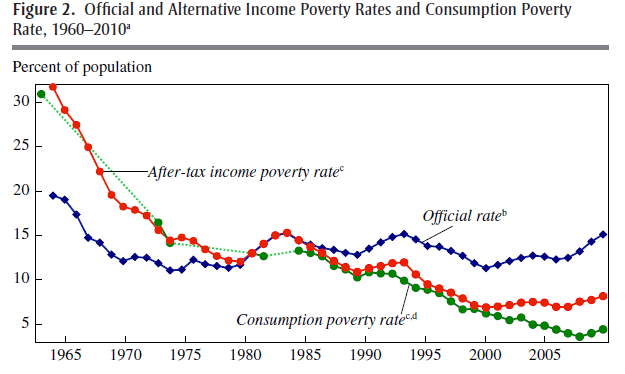 Figure 2. Official and Alternative Income Poverty Rates and Consumption Poverty
Rate, 1960–2010ᵃ
Percent of population
30
25
20
15
10
5
After-tax income poverty rateᶜ
Official rateᵇ
Consumption poverty rateᶜ,ᵈ
1965 1970 1975 1980 1985 1990 1995 2000 2005